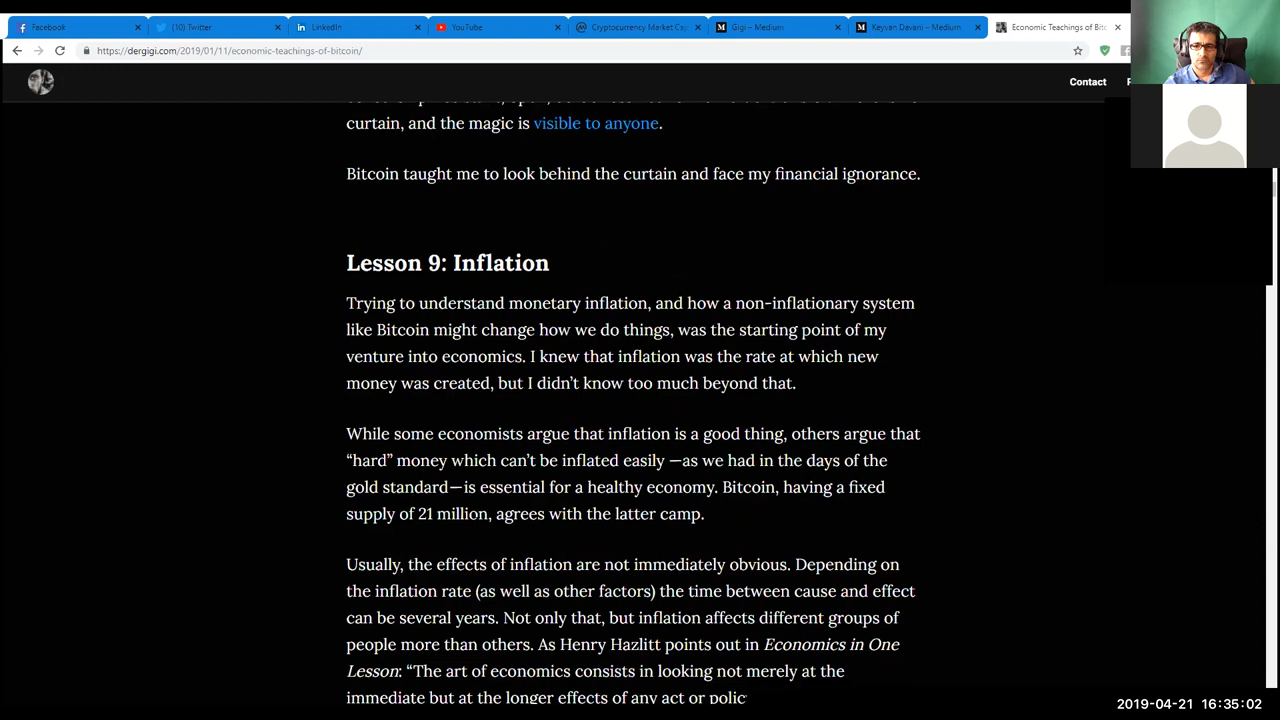 Facebook
(10) Twitter
LinkedIn
YouTube
Cryptocurrency Market Ca
Gigi – Medium
Keyvan Davani – Medium
Economic Teachings of Bitc
https://dergigi.com/2019/01/11/economic-teachings-of-bitcoin/
Contact
curtain, and the magic is visible to anyone.
Bitcoin taught me to look behind the curtain and face my financial ignorance.
Lesson 9: Inflation
Trying to understand monetary inflation, and how a non-inflationary system
like Bitcoin might change how we do things, was the starting point of my
venture into economics. I knew that inflation was the rate at which new
money was created, but I didn't know too much beyond that.
While some economists argue that inflation is a good thing, others argue that
“hard” money which can't be inflated easily —as we had in the days of the
gold standard—is essential for a healthy economy. Bitcoin, having a fixed
supply of 21 million, agrees with the latter camp.
Usually, the effects of inflation are not immediately obvious. Depending on
the inflation rate (as well as other factors) the time between cause and effect
can be several years. Not only that, but inflation affects different groups of
people more than others. As Henry Hazlitt points out in Economics in One
Lesson: “The art of economics consists in looking not merely at the
immediate but at the longer effects of any act or polic
2019-04-21 16:35:02